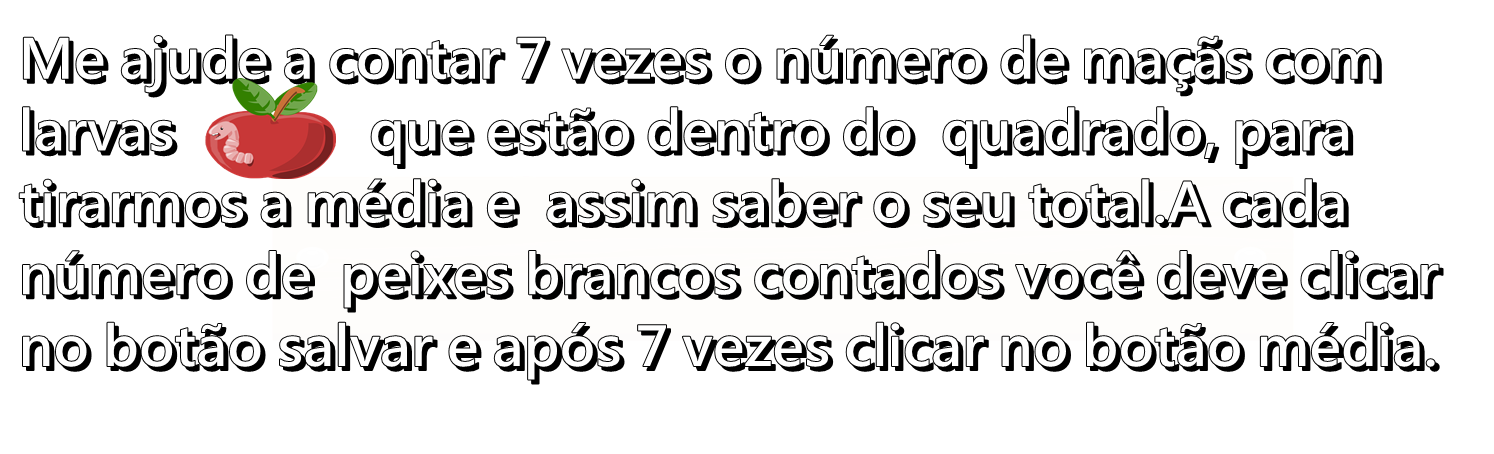 Me ajude a contar 7 vezes o número de maçãs com
larvas que estão dentro do quadrado, para
tirarmos a média e assim saber o seu total.A cada
número de peixes brancos contados você deve clicar
no botão salvar e após 7 vezes clicar no botão média.